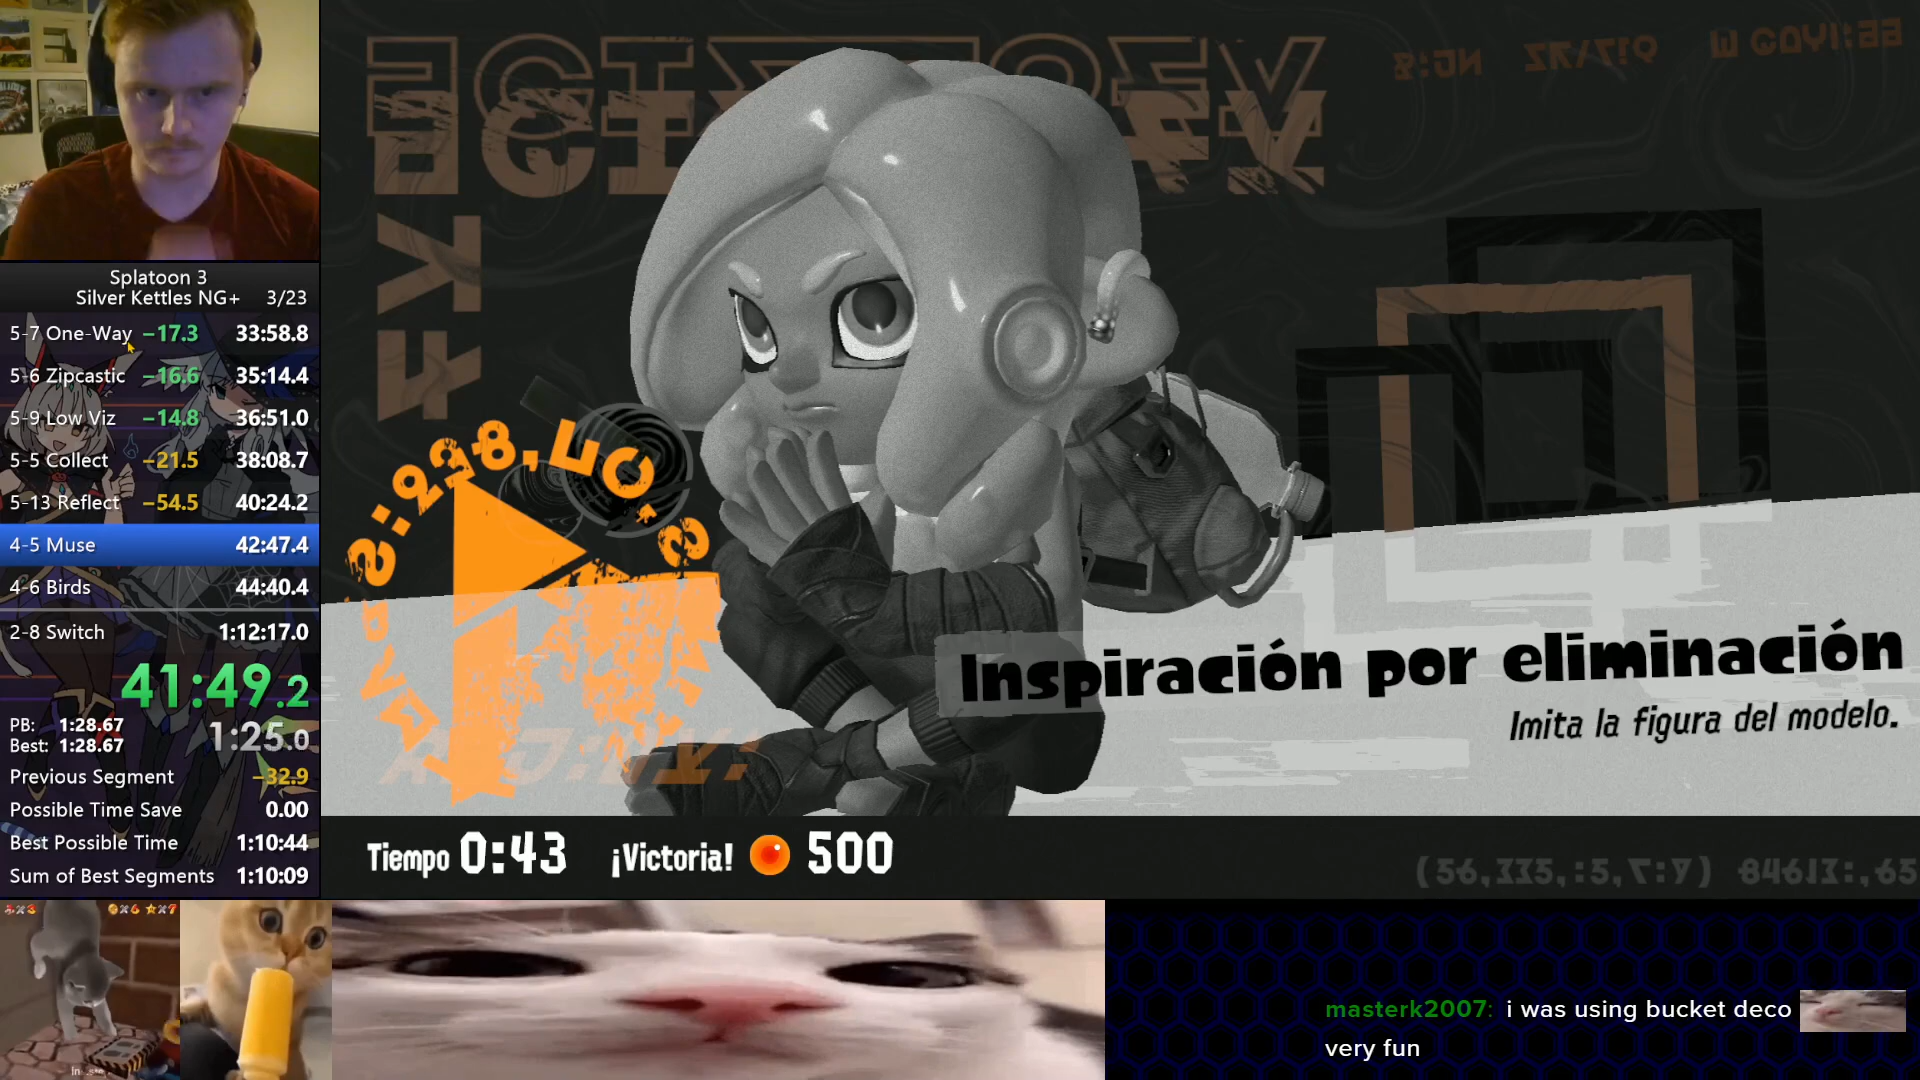 Splatoon 3
Silver Kettles NG+ 3/23
5-7 One-Way −17.3 33:58.8
5-6 Zipcastic −16.6 35:14.4
5-9 Low Viz −14.8 36:51.0
5-5 Collect −21.5 38:08.7
5-13 Reflect −54.5 40:24.2
4-5 Muse 42:47.4
4-6 Birds 44:40.4
2-8 Switch 1:12:17.0
41:49.2
PB: 1:28.67
Best: 1:28.67
1:25.0
Previous Segment −32.9
Possible Time Save 0.00
Best Possible Time 1:10:44
Sum of Best Segments 1:10:09
Inspiración por eliminación
Imita la figura del modelo.
Tiempo 0:43 ¡Victoria! 500
masterk2007: i was using bucket deco
very fun